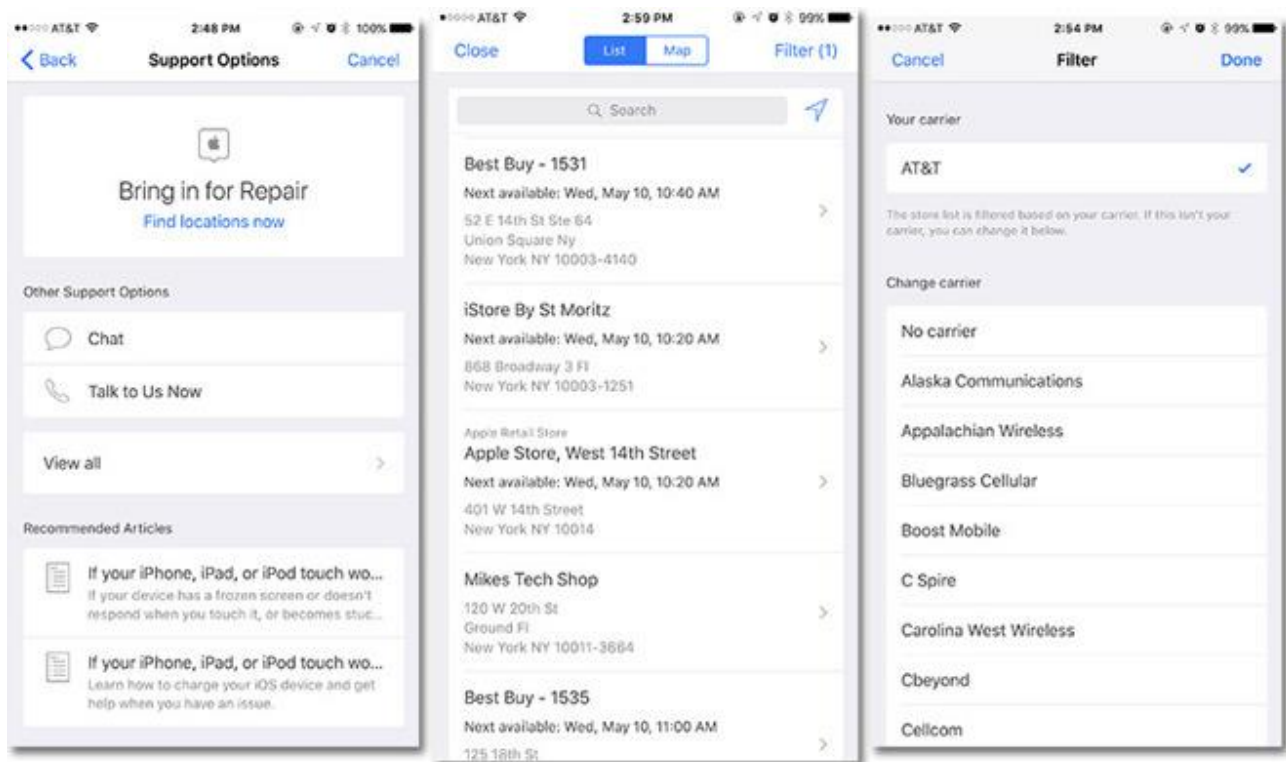 AT&T
2:48 PM
100%
Back
Support Options
Cancel
Bring in for Repair
Find locations now
Other Support Options
Chat
Talk to Us Now
View all
Recommended Articles
If your iPhone, iPad, or iPod touch wo...
If your device has a frozen screen or doesn't
respond when you touch it, or becomes stuc...
If your iPhone, iPad, or iPod touch wo...
Learn how to charge your iOS device and get
help when you have an issue.
AT&T
2:59 PM
99%
Close
List
Map
Filter (1)
Search
Best Buy - 1531
Next available: Wed, May 10, 10:40 AM
52 E 14th St Ste 64
Union Square Ny
New York NY 10003-4140
iStore By St Moritz
Next available: Wed, May 10, 10:20 AM
868 Broadway 3 Fl
New York NY 10003-1251
Apple Retail Store
Apple Store, West 14th Street
Next available: Wed, May 10, 10:20 AM
401 W 14th Street
New York NY 10014
Mikes Tech Shop
120 W 20th St
Ground Fl
New York NY 10011-3664
Best Buy - 1535
Next available: Wed, May 10, 11:00 AM
125 18th St
AT&T
2:54 PM
99%
Cancel
Filter
Done
Your carrier
AT&T
The store list is filtered based on your carrier. If this isn't your
carrier, you can change it below.
Change carrier
No carrier
Alaska Communications
Appalachian Wireless
Bluegrass Cellular
Boost Mobile
C Spire
Carolina West Wireless
Cbeyond
Cellcom